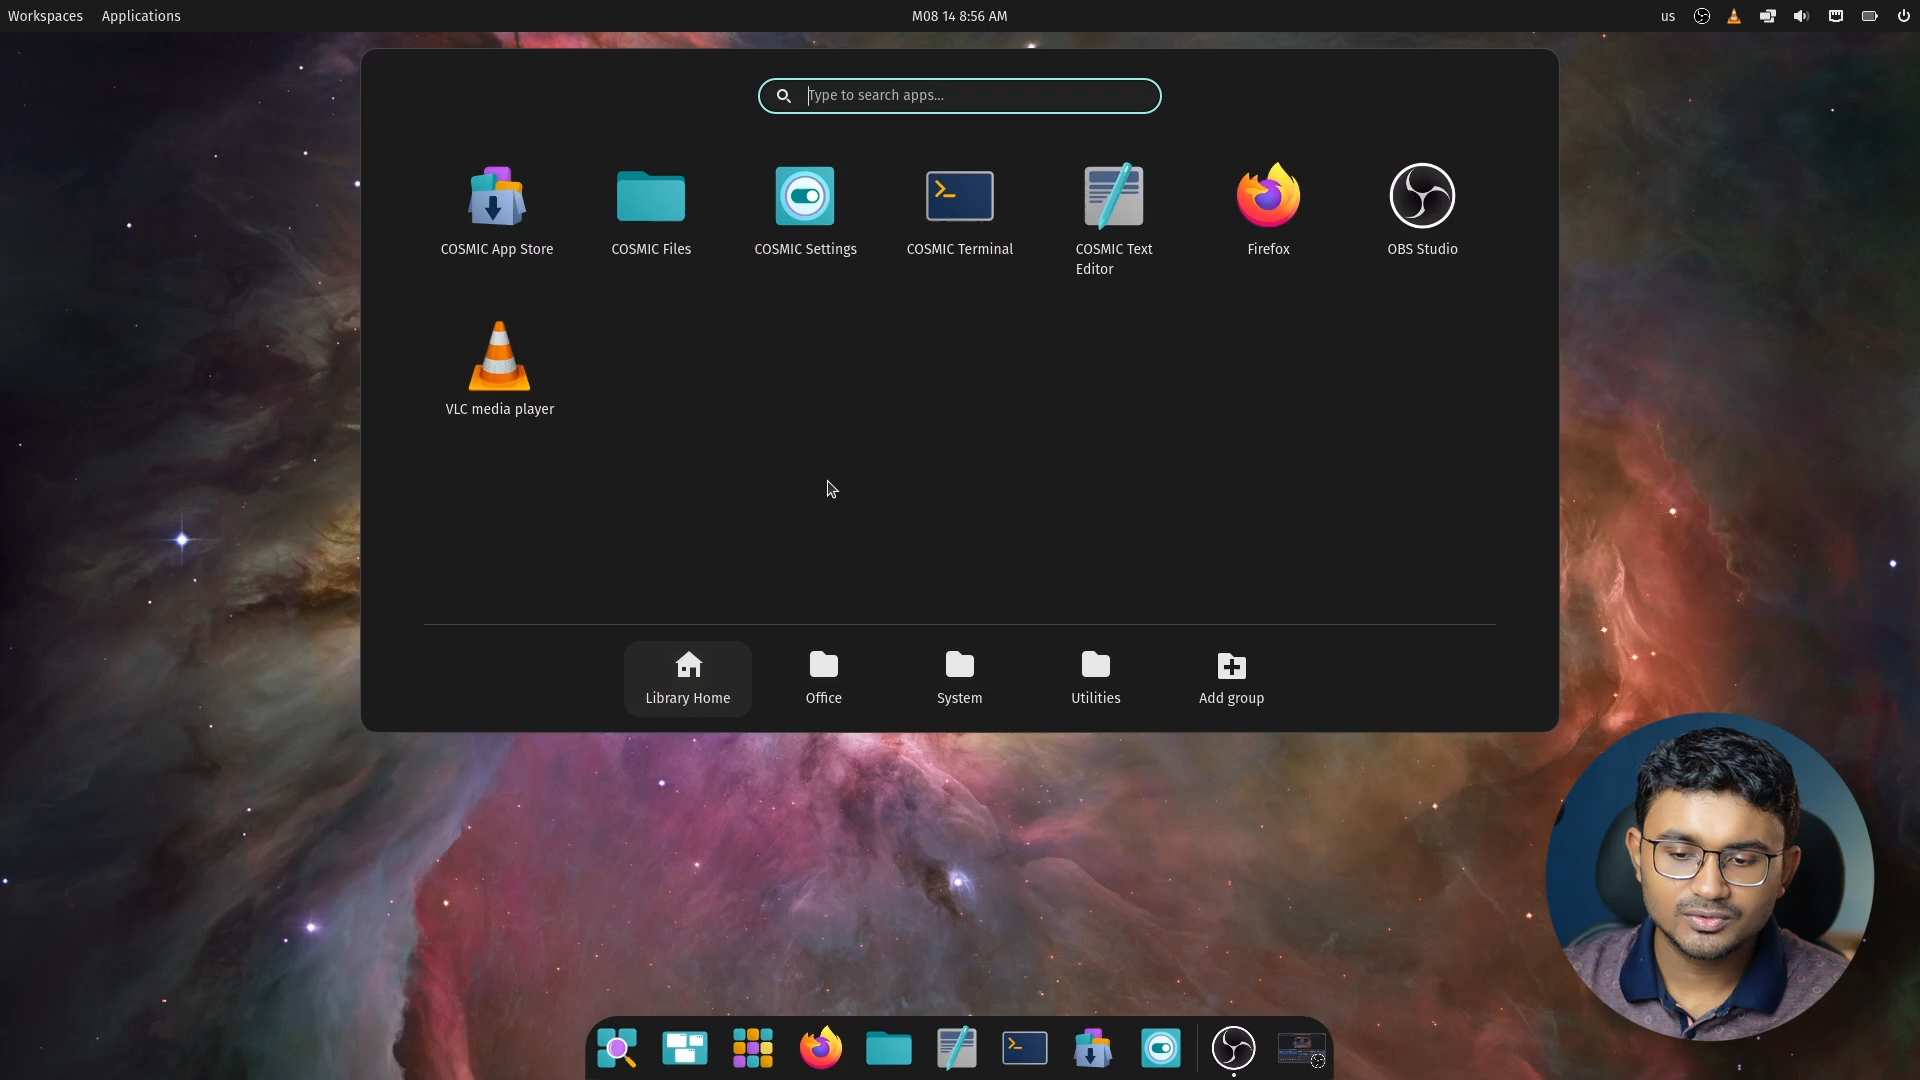 Workspaces Applications M08 14 8:56 AM us
Type to search apps...
COSMIC App Store COSMIC Files COSMIC Settings COSMIC Terminal COSMIC Text Firefox OBS Studio
Editor
VLC media player
Library Home Office System Utilities Add group